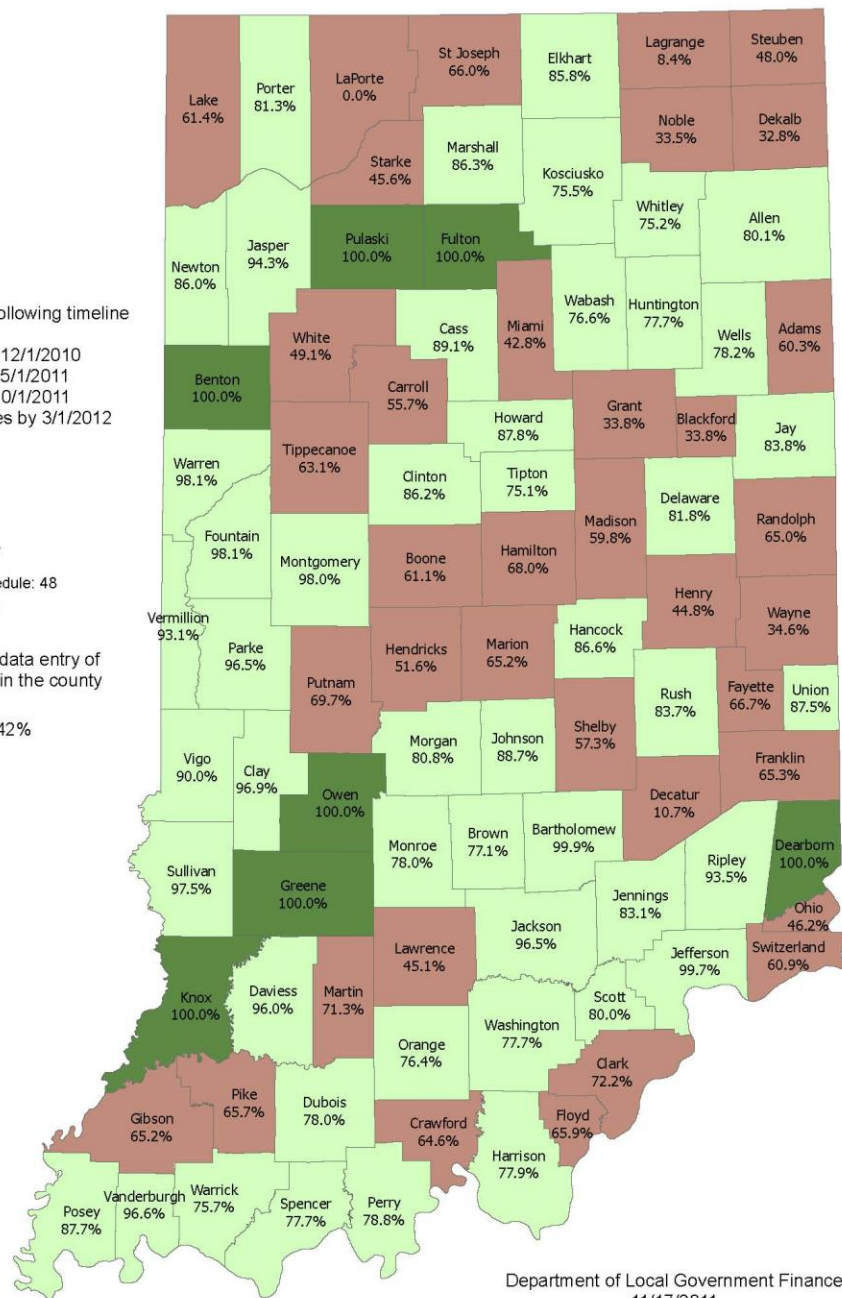 Lake
61.4%
Porter
81.3%
LaPorte
0.0%
St Joseph
66.0%
Elkhart
85.8%
Lagrange
8.4%
Steuben
48.0%
Noble
33.5%
Dekalb
32.8%
Starke
45.6%
Marshall
86.3%
Kosciusko
75.5%
Whitley
75.2%
Allen
80.1%
Newton
86.0%
Jasper
94.3%
Pulaski
100.0%
Fulton
100.0%
ollowing timeline
12/1/2010
5/1/2011
0/1/2011
es by 3/1/2012
White
49.1%
Cass
89.1%
Miami
42.8%
Wabash
76.6%
Huntington
77.7%
Wells
78.2%
Adams
60.3%
Benton
100.0%
Carroll
55.7%
Howard
87.8%
Grant
33.8%
Blackford
33.8%
Jay
83.8%
Warren
98.1%
Tippecanoe
63.1%
Clinton
86.2%
Tipton
75.1%
Madison
59.8%
Delaware
81.8%
Randolph
65.0%
Fountain
98.1%
Montgomery
98.0%
Boone
61.1%
Hamilton
68.0%
edule: 48
Henry
44.8%
Wayne
34.6%
Vermillion
93.1%
Parke
96.5%
Putnam
69.7%
Hendricks
51.6%
Marion
65.2%
Hancock
86.6%
data entry of
in the county
42%
Rush
83.7%
Fayette
66.7%
Union
87.5%
Shelby
57.3%
Morgan
80.8%
Johnson
88.7%
Franklin
65.3%
Vigo
90.0%
Clay
96.9%
Owen
100.0%
Decatur
10.7%
Monroe
78.0%
Brown
77.1%
Bartholomew
99.9%
Ripley
93.5%
Dearborn
100.0%
Sullivan
97.5%
Greene
100.0%
Jennings
83.1%
Ohio
46.2%
Jackson
96.5%
Lawrence
45.1%
Jefferson
99.7%
Switzerland
60.9%
Knox
100.0%
Daviess
96.0%
Martin
71.3%
Scott
80.0%
Washington
77.7%
Orange
76.4%
Clark
72.2%
Gibson
65.2%
Pike
65.7%
Dubois
78.0%
Crawford
64.6%
Floyd
65.9%
Harrison
77.9%
Posey
87.7%
Vanderburgh
96.6%
Warrick
75.7%
Spencer
77.7%
Perry
78.8%
Department of Local Government Finance